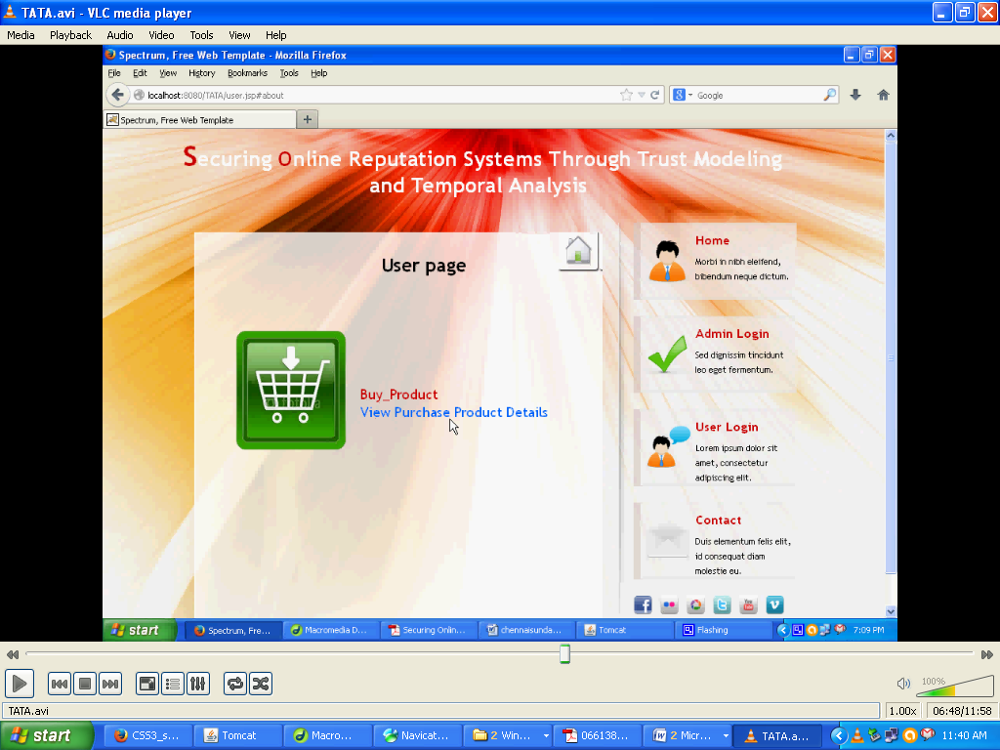 TATA.avi - VLC media player
Media Playback Audio Video Tools View Help
Spectrum, Free Web Template - Mozilla Firefox
File Edit View History Bookmarks Tools Help
localhost:8080/TATA/user.jsp#about
Google
Spectrum, Free Web Template
Securing Online Reputation Systems Through Trust Modeling
and Temporal Analysis
User page
Buy_Product
View Purchase Product Details
Home
Morbi in nibh eleifend,
bibendum neque dictum.
Admin Login
Sed dignissim tincidunt
leo eget fermentum.
User Login
Lorem ipsum dolor sit
amet, consectetur
adipiscing elit.
Contact
Duis elementum felis elit,
id consequat diam
molestie eu.
start
Spectrum, Fre...
Macromedia D...
Securing Onlin...
chennaisunda...
Tomcat
Flashing
7:09 PM
100%
TATA.avi
1.00x
06:48/11:58
start
CSS3_s...
Tomcat
Macro...
Navicat...
2 Win...
066138...
2 Micr...
TATA.a...
11:40 AM